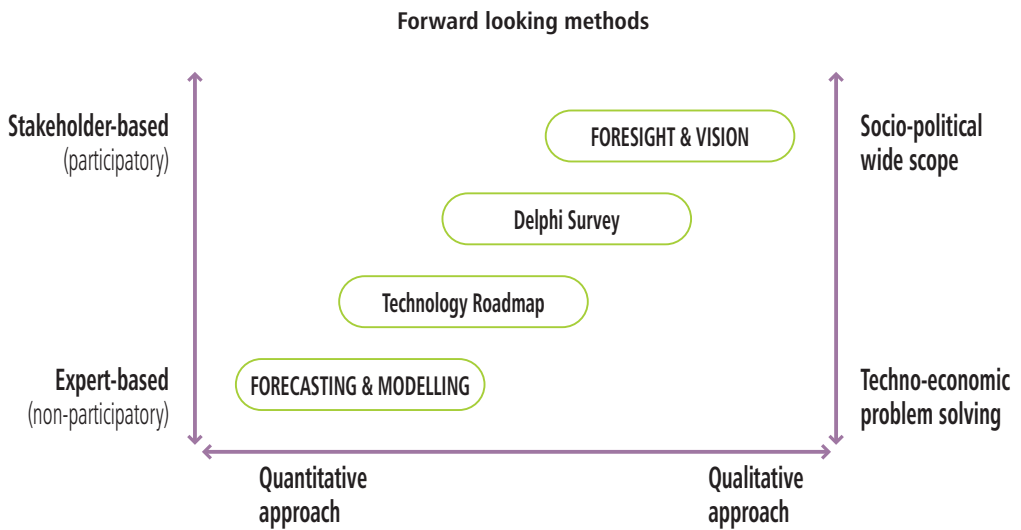 Forward looking methods
Stakeholder-based
(participatory)
FORESIGHT & VISION
Socio-political
wide scope
Delphi Survey
Technology Roadmap
Expert-based
(non-participatory)
FORECASTING & MODELLING
Techno-economic
problem solving
Quantitative
approach
Qualitative
approach